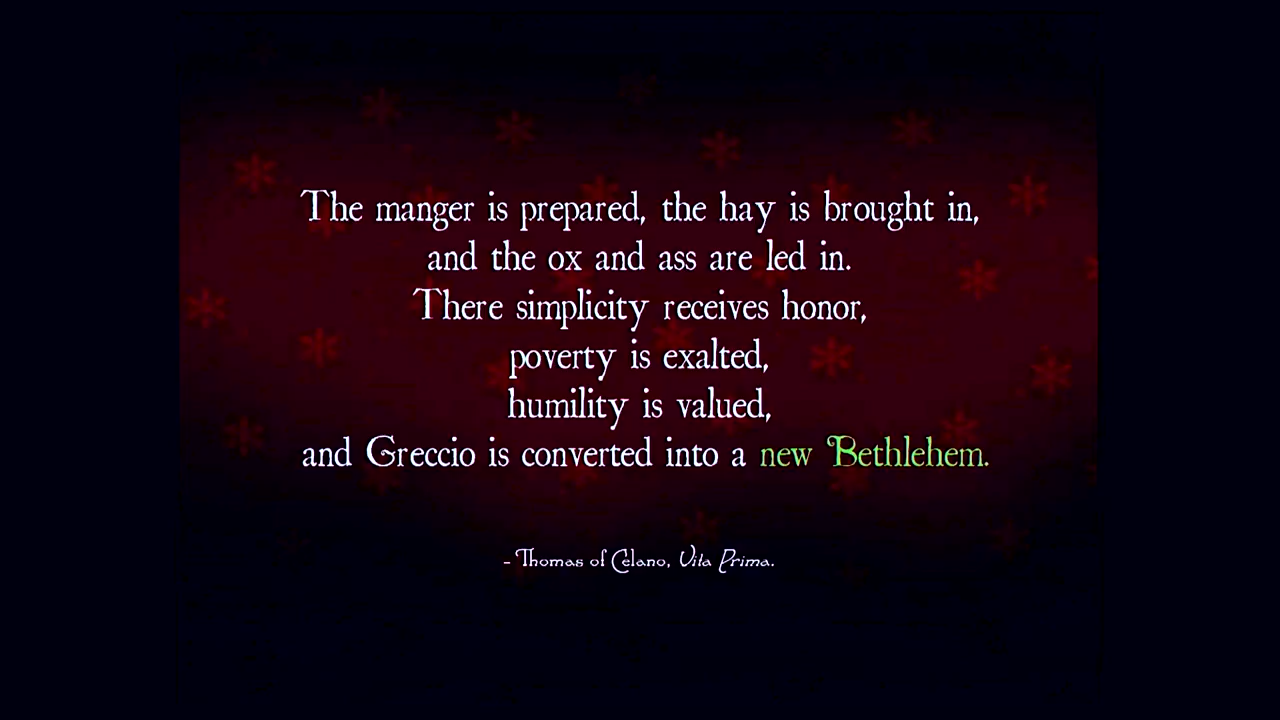 The manger is prepared, the hay is brought in,
and the ox and ass are led in.
There simplicity receives honor,
poverty is exalted,
humility is valued,
and Greccio is converted into a new Bethlehem.
- Thomas of Celano, Vita Prima.